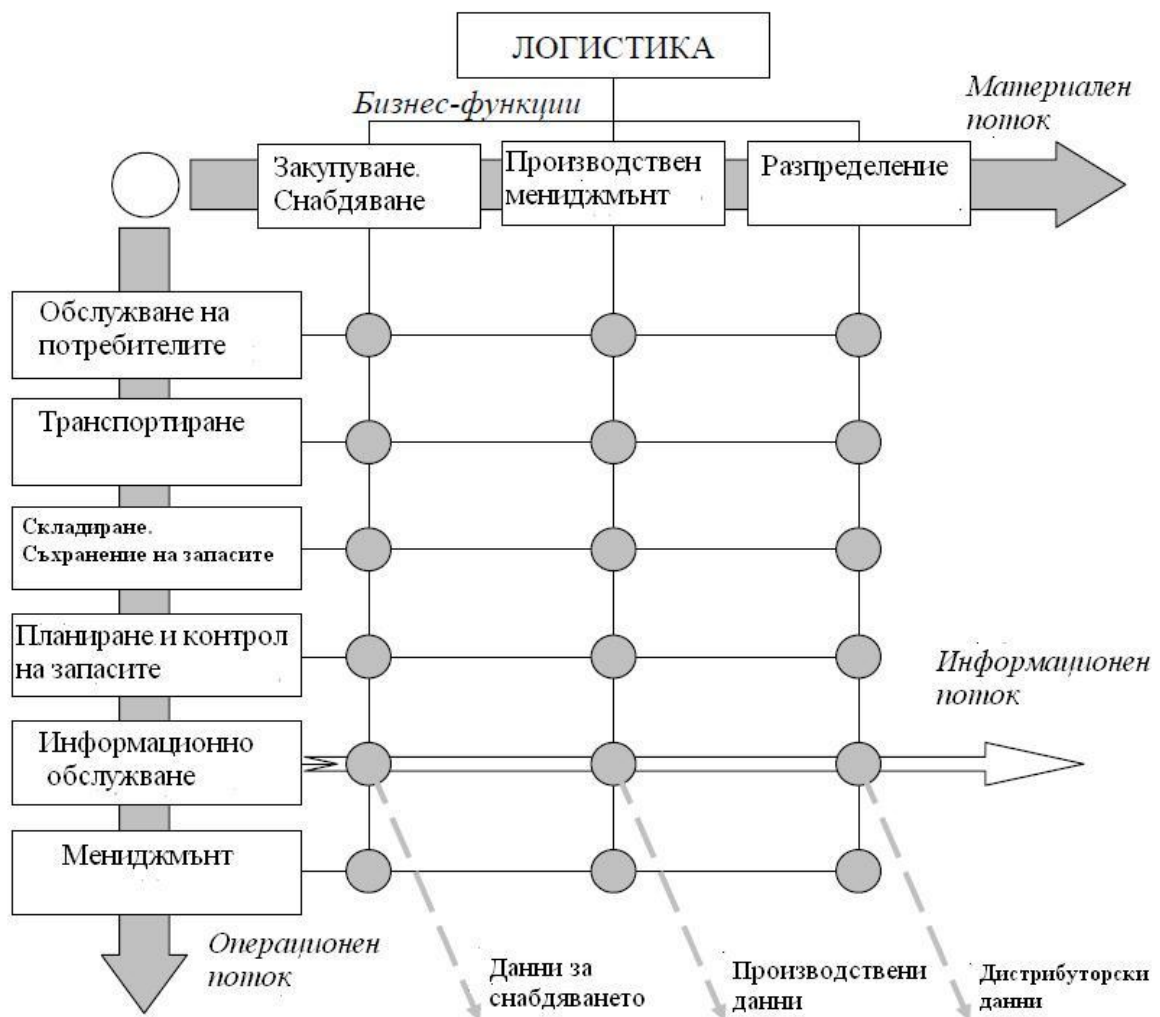 ЛОГИСТИКА
Бизнес-функции
Материален
поток
Закупуване.
Снабдяване
Производствен
мениджмънт
Разпределение
Обслужване на
потребителите
Транспортиране
Складиране.
Съхранение на запасите
Планиране и контрол
на запасите
Информационен
поток
Информационно
обслужване
Мениджмънт
Операционен
поток
Данни за
снабдяването
Производствени
данни
Дистрибуторски
данни